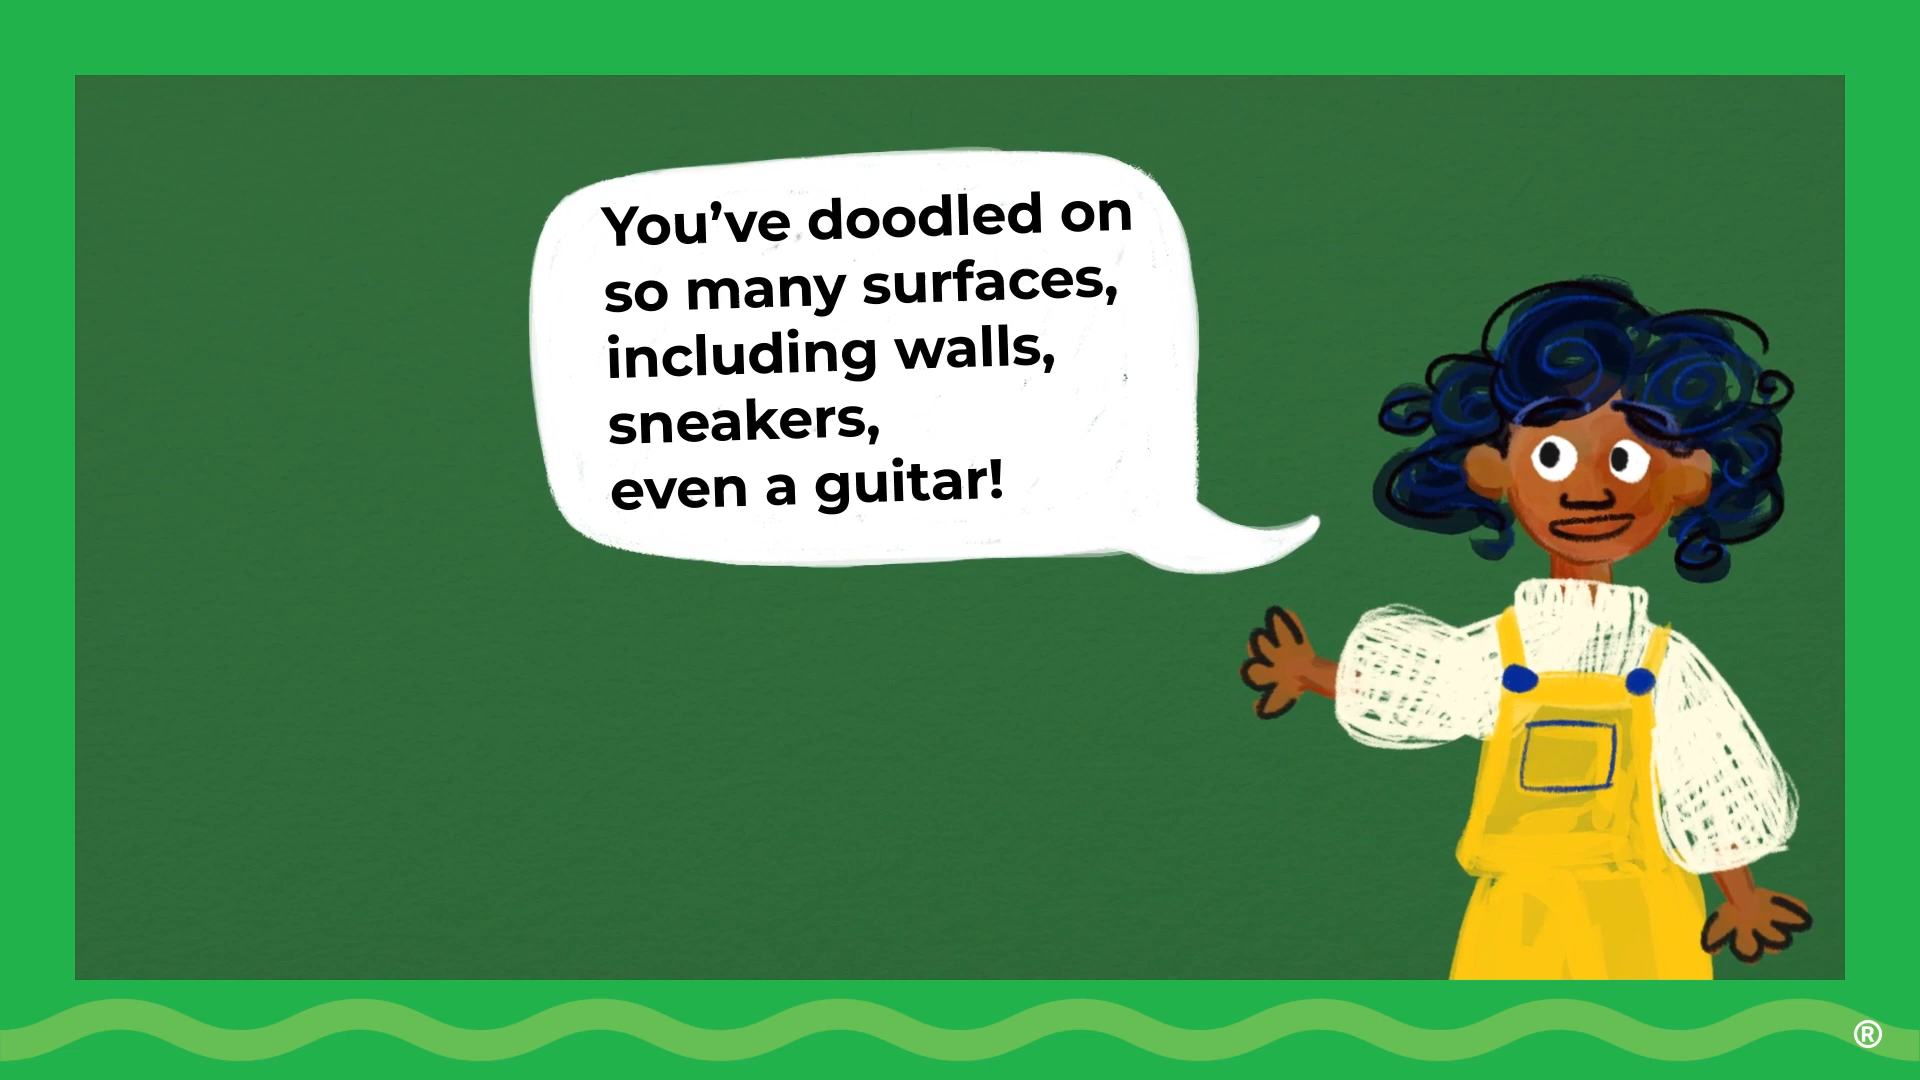 You’ve doodled on
so many surfaces,
including walls,
sneakers,
even a guitar!
®